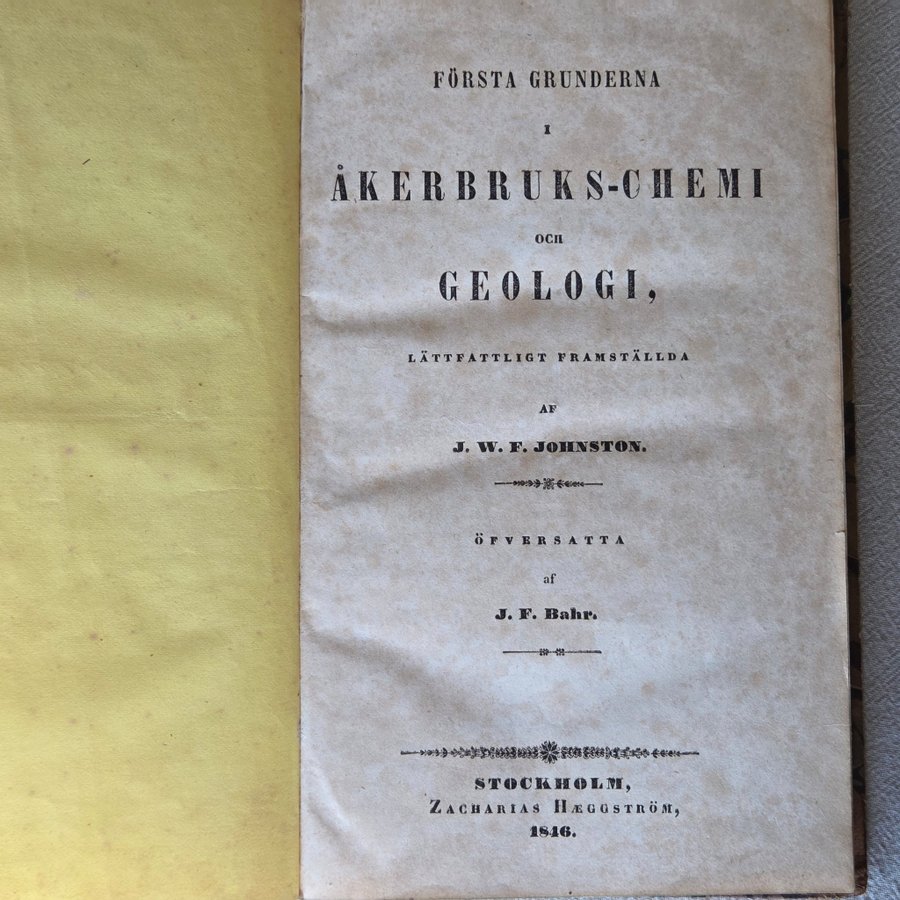 FÖRSTA GRUNDERNA
I
ÅKERBRUKS-CHEMI
OCH
GEOLOGI,
LÄTTFATTLIGT FRAMSTÄLLDA
AF
J. W. F. JOHNSTON.
ÖFVERSATTA
af
J. F. Bahr.
STOCKHOLM,
ZACHARIAS HÆGGSTRÖM,
1846.